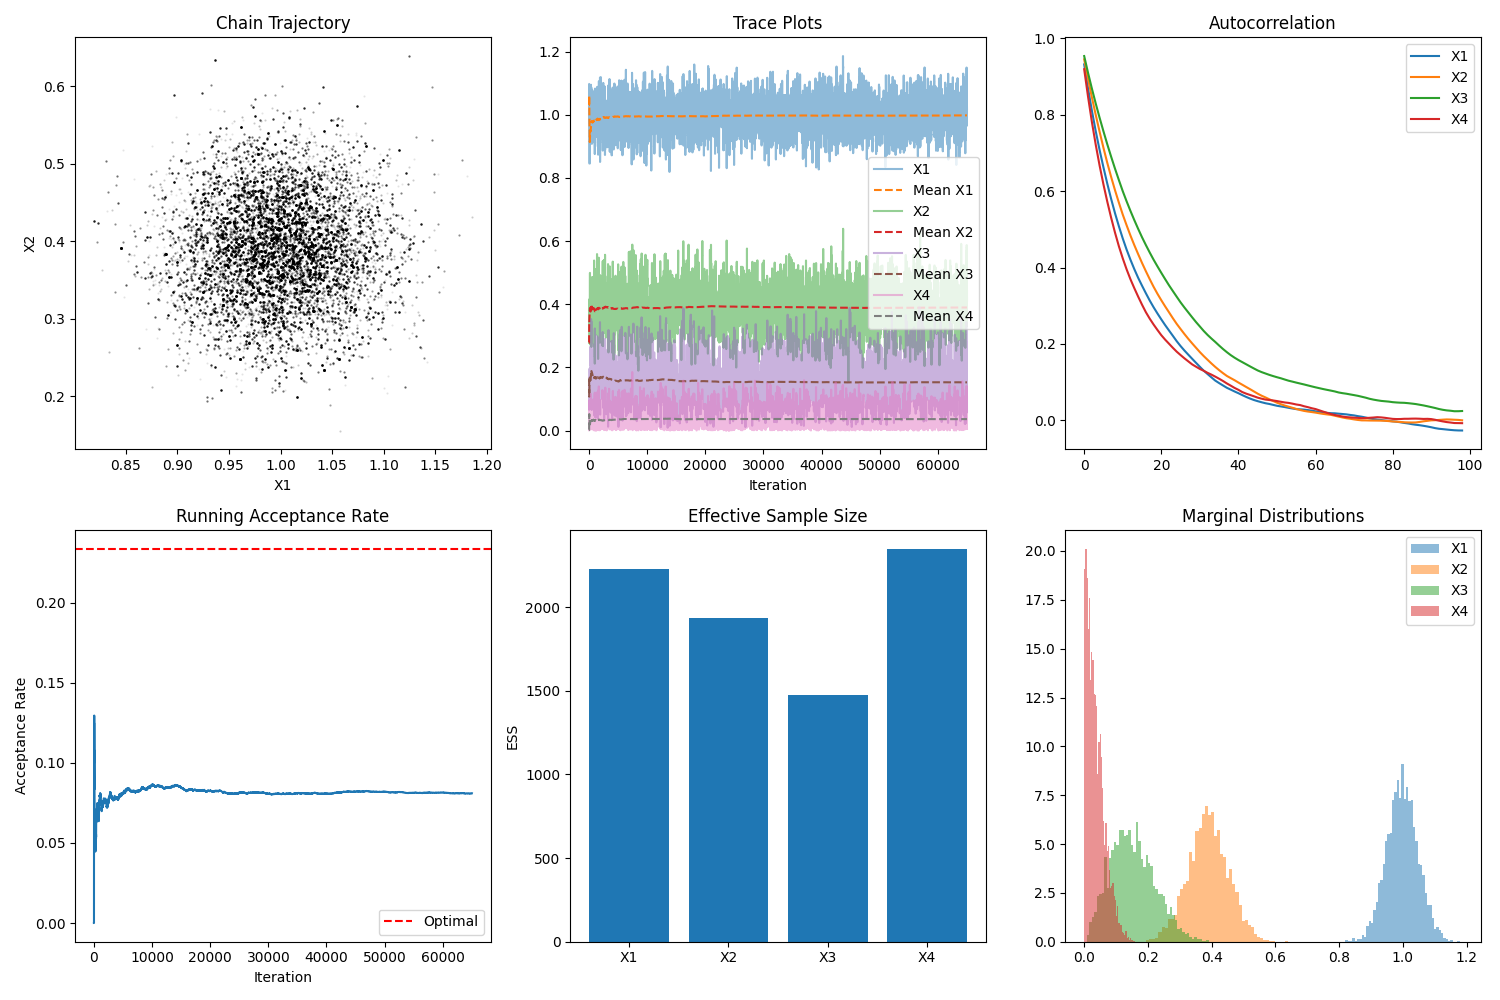 Chain Trajectory
X2
0.6
0.5
0.4
0.3
0.2
0.85 0.90 0.95 1.00 1.05 1.10 1.15 1.20
X1
Trace Plots
1.2
1.0
0.8
0.6
0.4
0.2
0.0
X1
Mean X1
X2
Mean X2
X3
Mean X3
X4
Mean X4
0 10000 20000 30000 40000 50000 60000
Iteration
Autocorrelation
1.0
0.8
0.6
0.4
0.2
0.0
X1
X2
X3
X4
0 20 40 60 80 100
Running Acceptance Rate
Acceptance Rate
0.20
0.15
0.10
0.05
0.00
Optimal
0 10000 20000 30000 40000 50000 60000
Iteration
Effective Sample Size
ESS
2000
1500
1000
500
0
X1 X2 X3 X4
Marginal Distributions
20.0
17.5
15.0
12.5
10.0
7.5
5.0
2.5
0.0
X1
X2
X3
X4
0.0 0.2 0.4 0.6 0.8 1.0 1.2